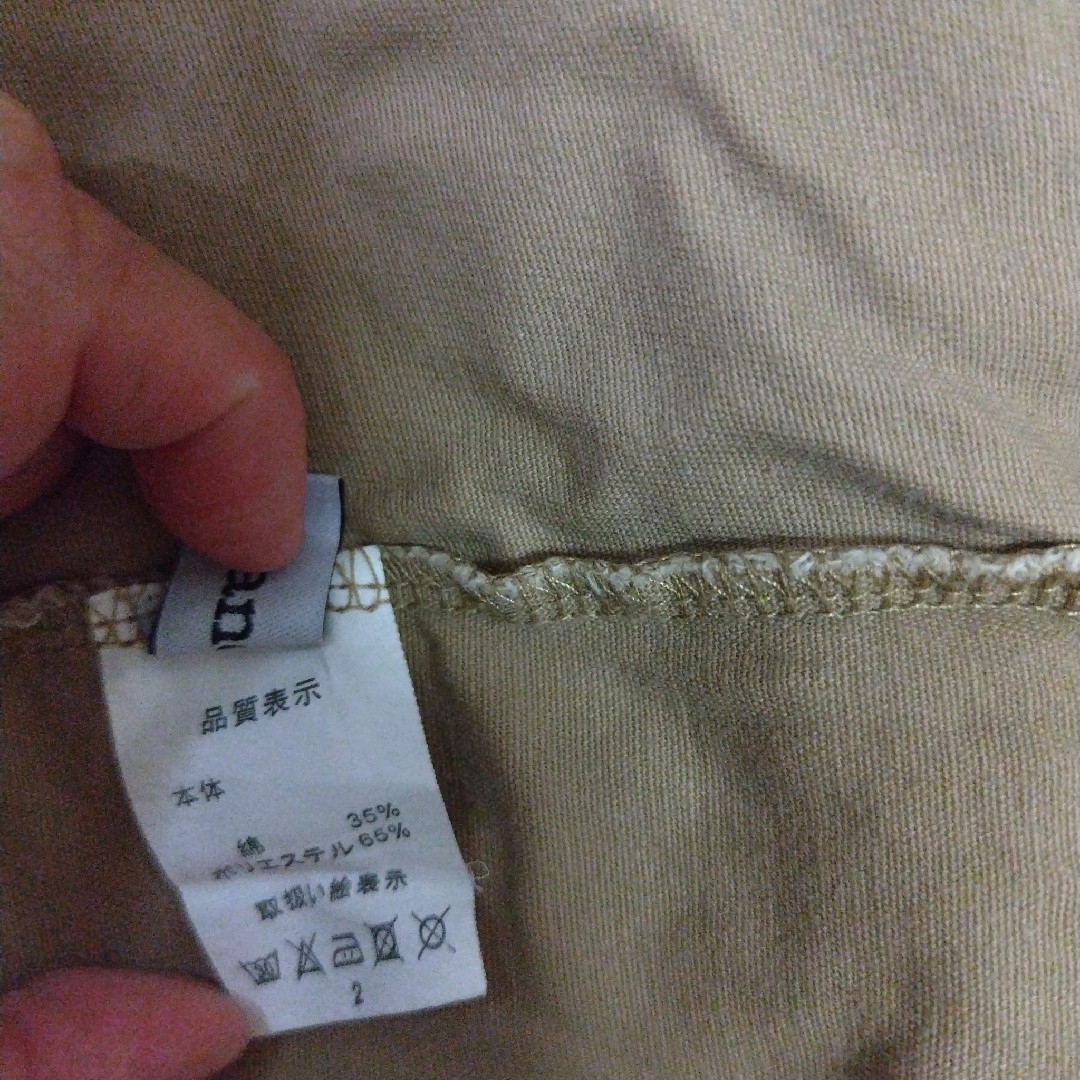 an
品質表示
本体
綿 35%
ポリエステル 65%
取扱い絵表示
2